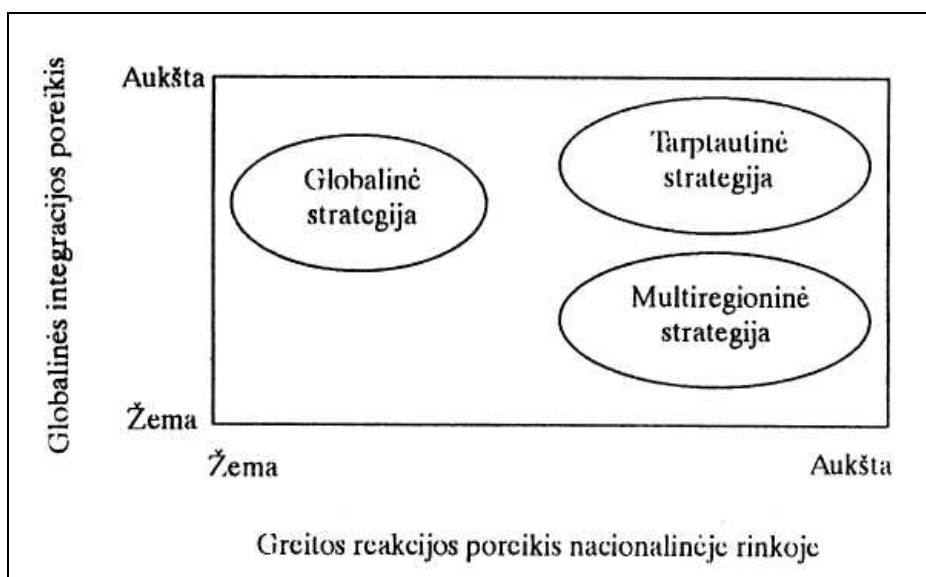 Globalinės integracijos poreikis
Aukšta
Globalinė
strategija
Tarptautinė
strategija
Multiregioninė
strategija
Žema
Žema
Aukšta
Greitos reakcijos poreikis nacionalinėje rinkoje